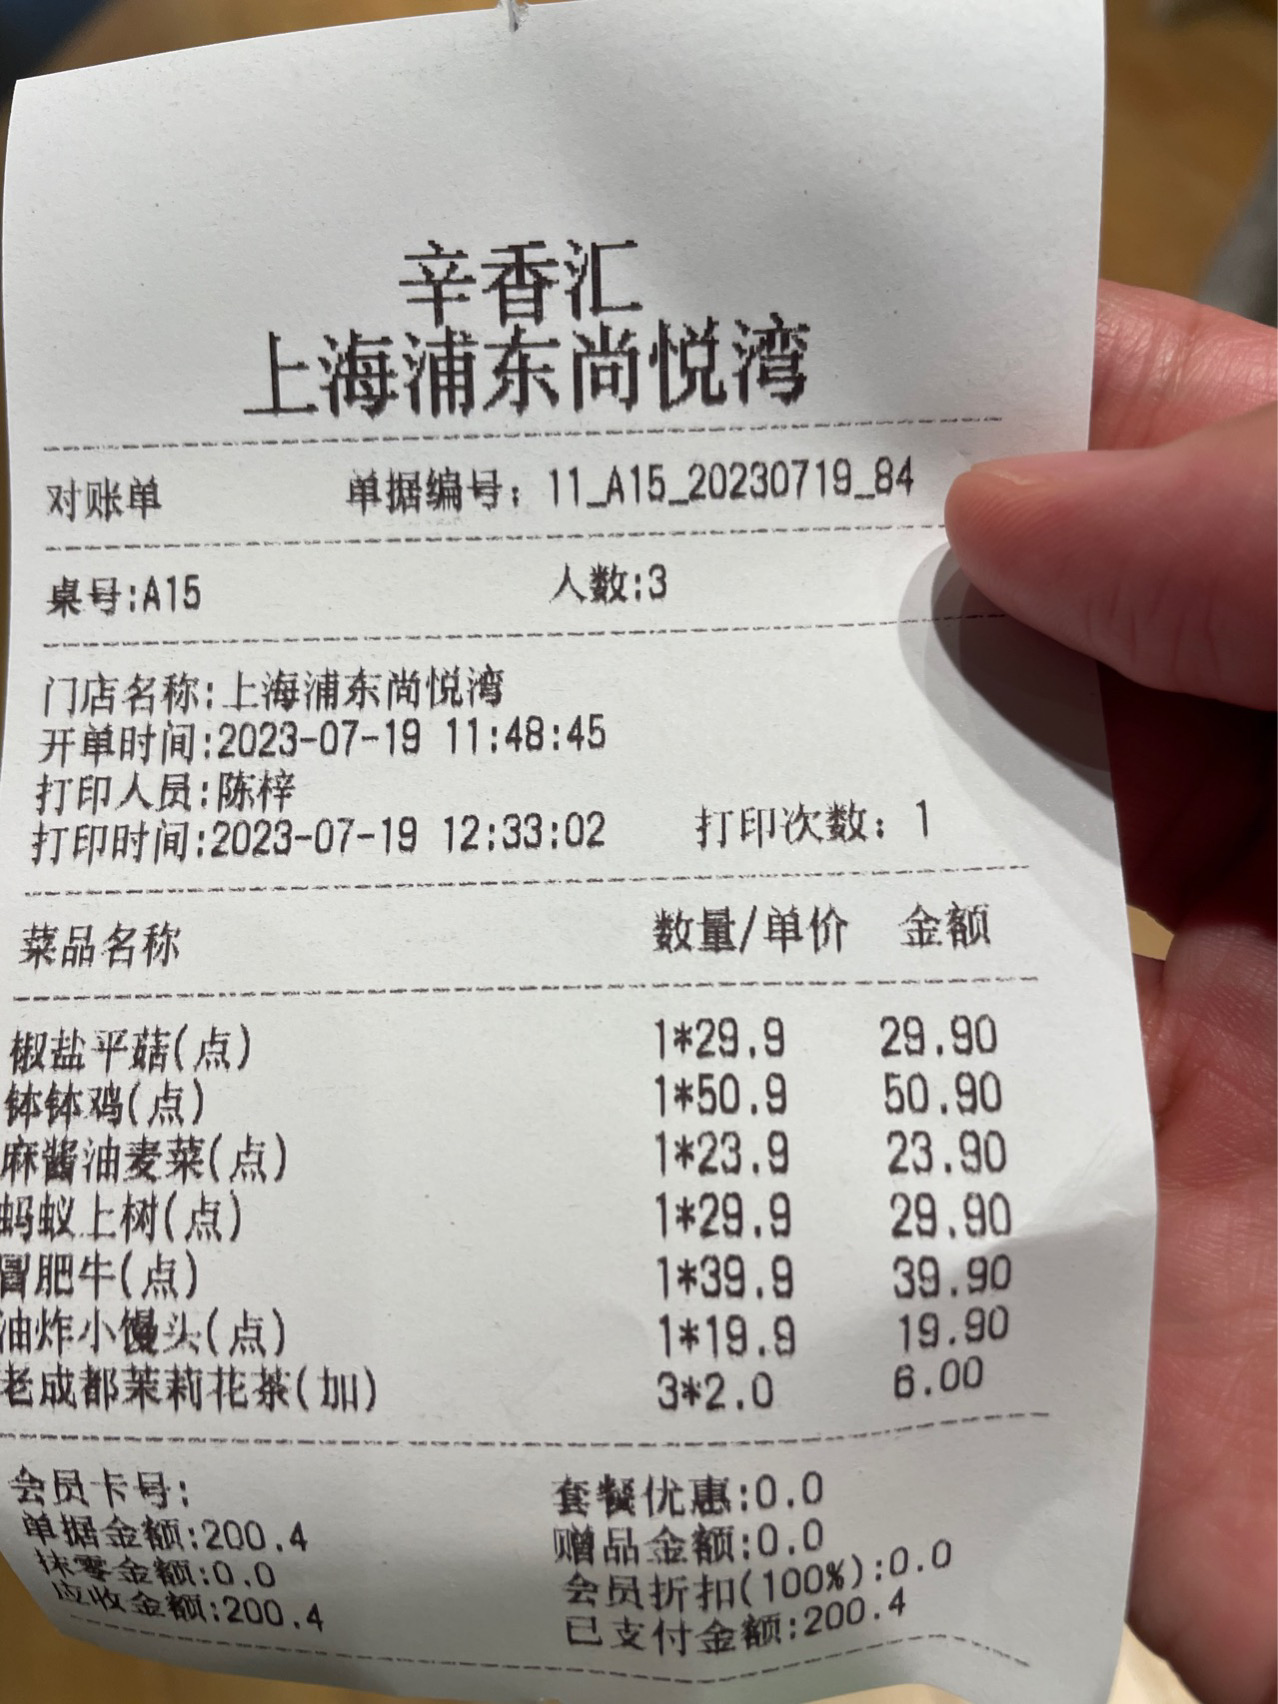 辛香汇
上海浦东尚悦湾
对账单 单据编号：11_A15_20230719_84
桌号:A15 人数:3
门店名称:上海浦东尚悦湾
开单时间:2023-07-19 11:48:45
打印人员:陈梓
打印时间:2023-07-19 12:33:02 打印次数：1
菜品名称 数量/单价 金额
椒盐平菇(点) 1*29.9 29.90
钵钵鸡(点) 1*50.9 50.90
麻酱油麦菜(点) 1*23.9 23.90
蚂蚁上树(点) 1*29.9 29.90
冒肥牛(点) 1*39.9 39.90
油炸小馒头(点) 1*19.9 19.90
老成都茉莉花茶(加) 3*2.0 6.00
会员卡号: 套餐优惠:0.0
单据金额:200.4 赠品金额:0.0
抹零金额:0.0 会员折扣(100%):0.0
应收金额:200.4 已支付金额:200.4